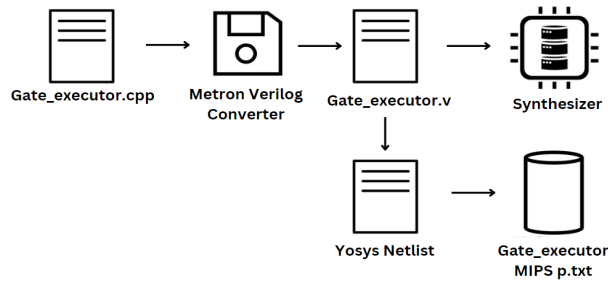 Gate_executor.cpp
Metron Verilog
Converter
Gate_executor.v
Synthesizer
Yosys Netlist
Gate_executor
MIPS p.txt